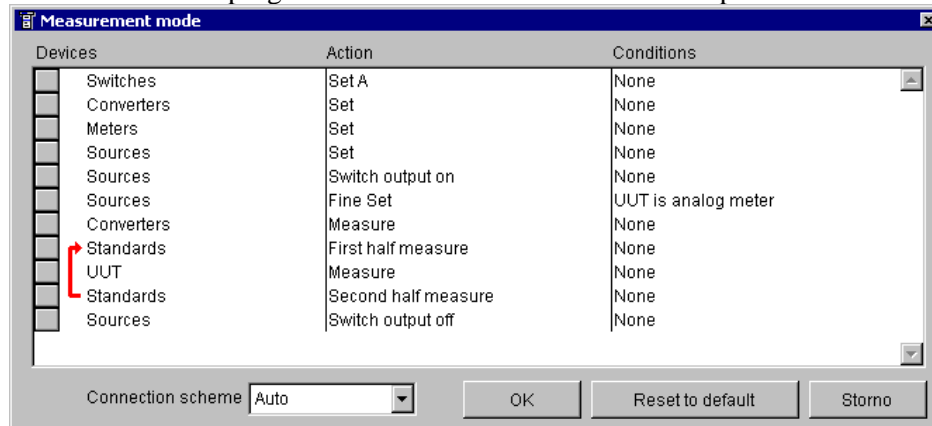 Measurement mode
Devices Action Conditions
Switches Set A None
Converters Set None
Meters Set None
Sources Set None
Sources Switch output on None
Sources Fine Set UUT is analog meter
Converters Measure None
Standards First half measure None
UUT Measure None
Standards Second half measure None
Sources Switch output off None
Connection scheme Auto OK Reset to default Storno